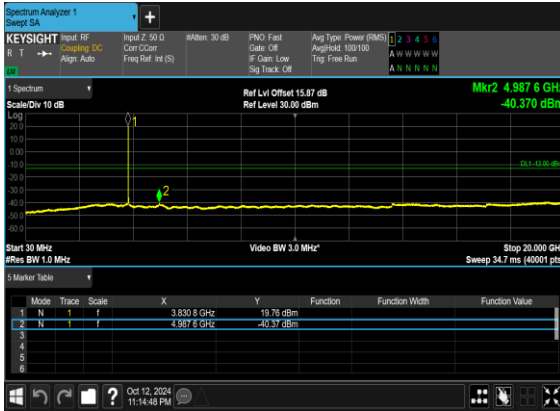 Spectrum Analyzer 1
Swept SA
+
KEYSIGHT Input: RF Input Z: 50 Ω #Atten: 30 dB PNO: Fast Avg Type: Power (RMS) 1 2 3 4 5 6
R T Coupling: DC Corr CCorr Gate: Off Avg|Hold: 100/100 A W W W W W
Align: Auto Freq Ref: Int (S) IF Gain: Low Trig: Free Run
Sig Track: Off A N N N N N
1 Spectrum Ref Lvl Offset 15.87 dB Mkr2 4.987 6 GHz
Scale/Div 10 dB Ref Level 30.00 dBm -40.370 dBm
Log
20.0
10.0
0.00
-10.0
-20.0
-30.0
-40.0
-50.0
-60.0
1
DL1 -13.00 dBm
2
Start 30 MHz Video BW 3.0 MHz* Stop 20.000 GH
#Res BW 1.0 MHz Sweep 34.7 ms (40001 pts
5 Marker Table
Mode Trace Scale X Y Function Function Width Function Value
1 N 1 f 3.830 8 GHz 19.76 dBm
2 N 1 f 4.987 6 GHz -40.37 dBm
3
4
5
6
? Oct 12, 2024
11:14:48 PM